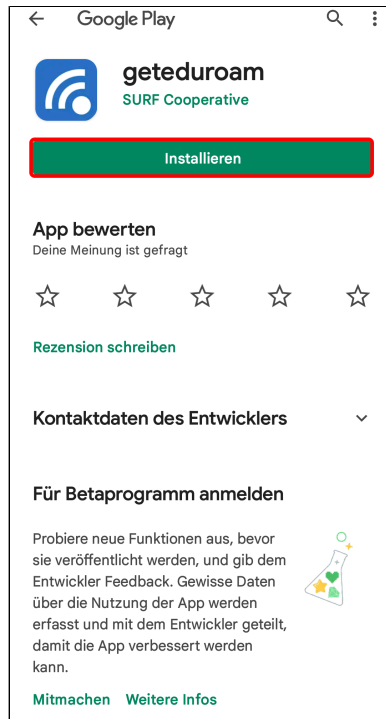 Google Play
geteduroam
SURF Cooperative
Installieren
App bewerten
Deine Meinung ist gefragt
Rezension schreiben
Kontaktdaten des Entwicklers
Für Betaprogramm anmelden
Probiere neue Funktionen aus, bevor
sie veröffentlicht werden, und gib dem
Entwickler Feedback. Gewisse Daten
über die Nutzung der App werden
erfasst und mit dem Entwickler geteilt,
damit die App verbessert werden
kann.
Mitmachen Weitere Infos